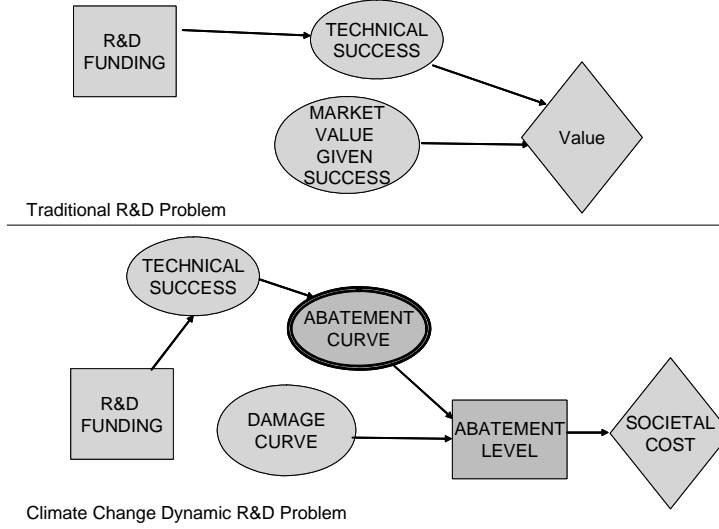 R&D
FUNDING
TECHNICAL
SUCCESS
MARKET
VALUE
GIVEN
SUCCESS
Value
Traditional R&D Problem
TECHNICAL
SUCCESS
ABATEMENT
CURVE
R&D
FUNDING
DAMAGE
CURVE
ABATEMENT
LEVEL
SOCIETAL
COST
Climate Change Dynamic R&D Problem